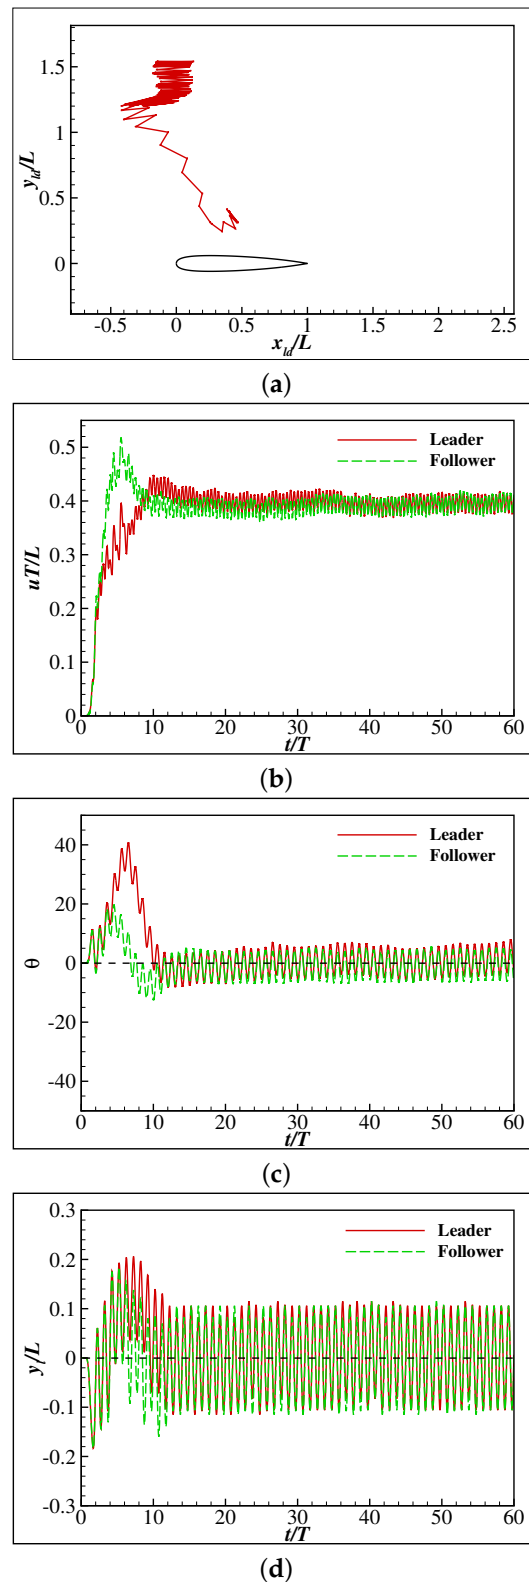 1.5
1
0.5
0
y_ld/L
-0.5 0 0.5 1 1.5 2 2.5
x_ld/L
(a)
0.5
0.4
0.3
0.2
0.1
0
uT/L
Leader
Follower
0 10 20 30 40 50 60
t/T
(b)
40
20
0
-20
-40
θ
Leader
Follower
0 10 20 30 40 50 60
t/T
(c)
0.3
0.2
0.1
0
-0.1
-0.2
-0.3
y_l/L
Leader
Follower
0 10 20 30 40 50 60
t/T
(d)